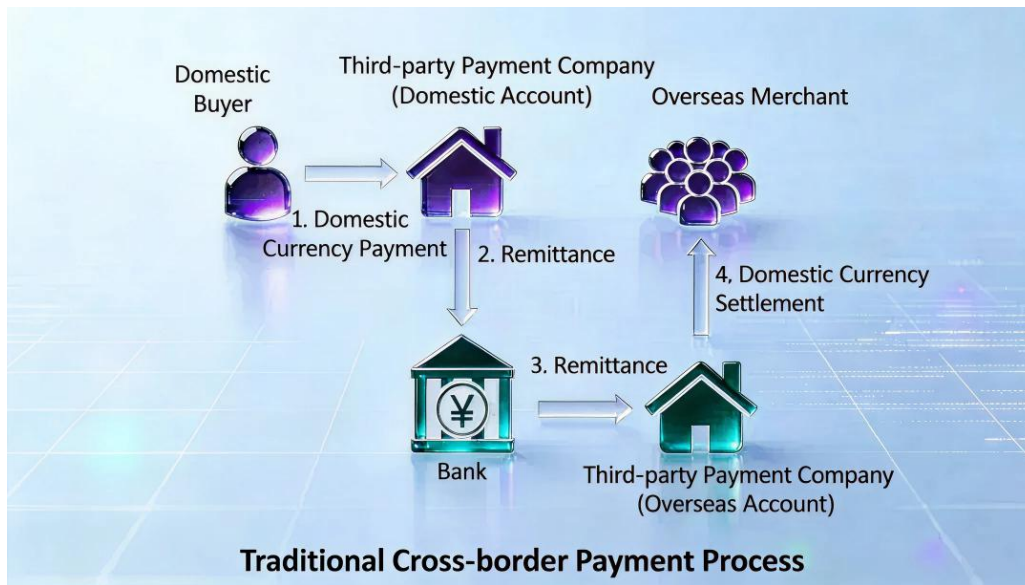 Domestic
Buyer
Third-party Payment Company
(Domestic Account)
Overseas Merchant
1. Domestic
Currency Payment
2. Remittance
4, Domestic Currency
Settlement
3. Remittance
¥
Bank
Third-party Payment Company
(Overseas Account)
Traditional Cross-border Payment Process